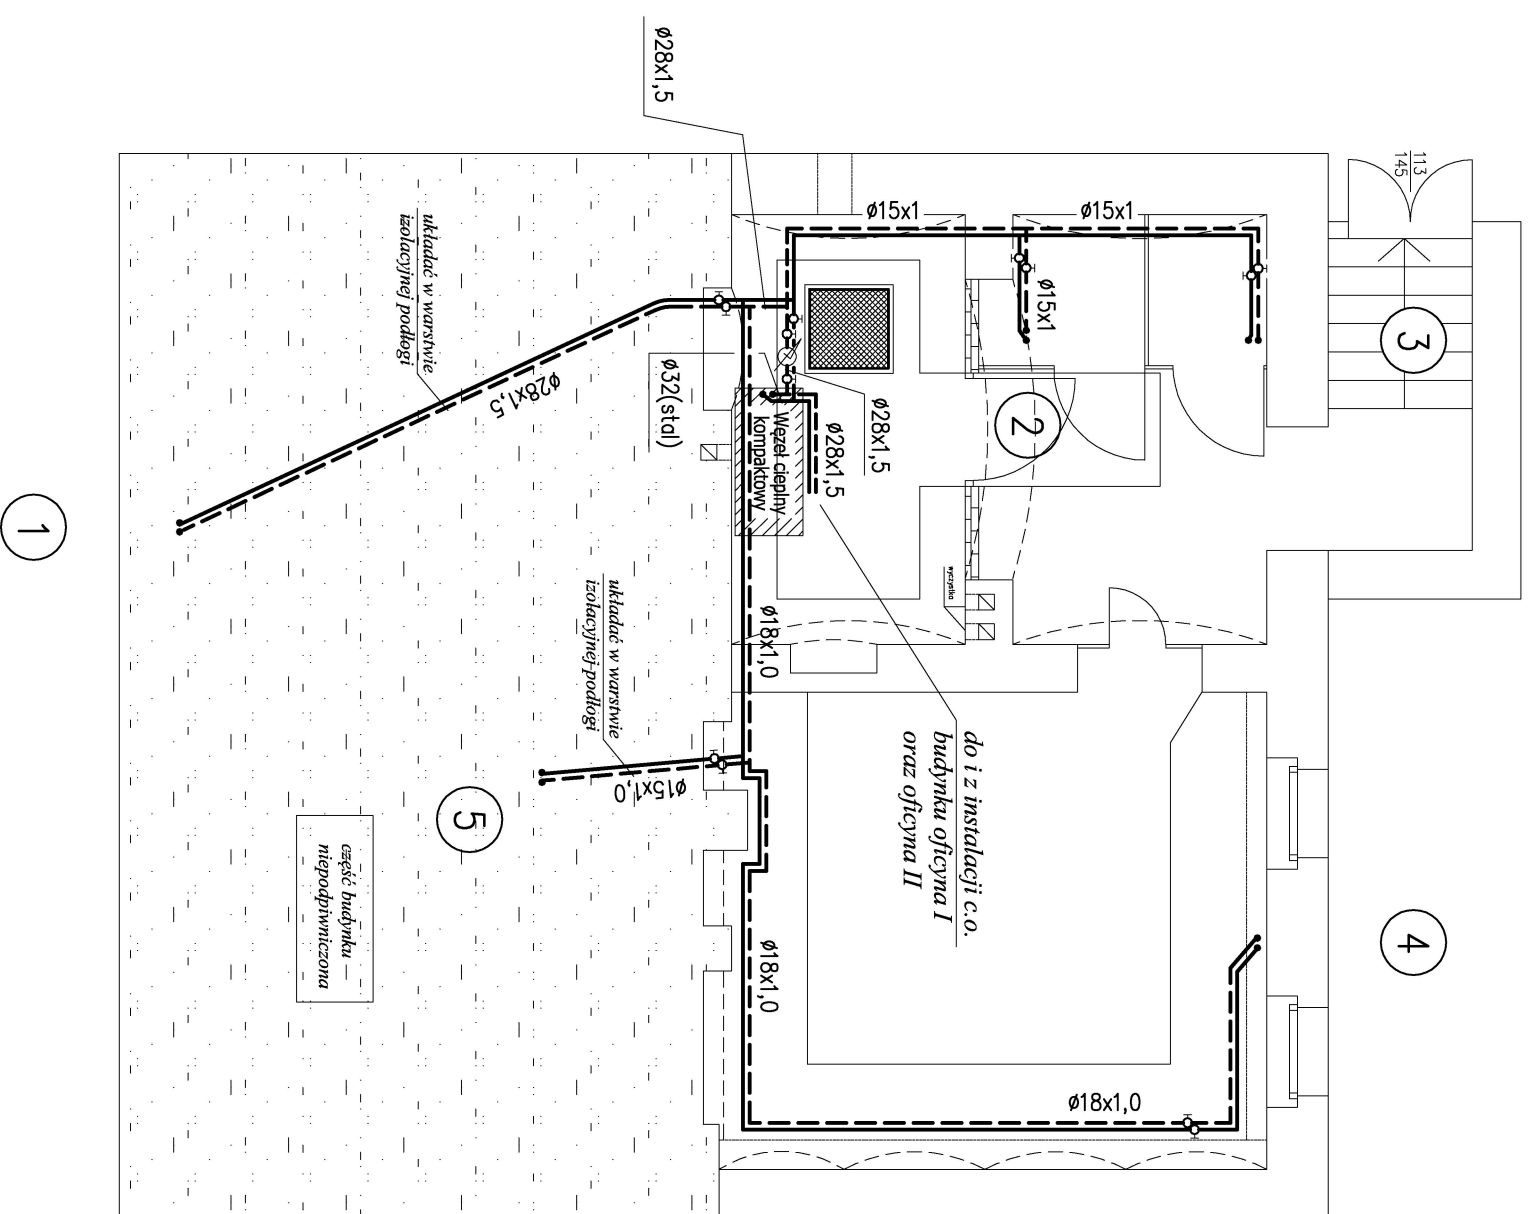 ø28x1,5
113
145
ø15x1
ø15x1
ø15x1
3
2
układać w warstwie
izolacyjnej podłogi
ø28x1,5
ø32(stal)
ø28x1,5
ø28x1,5
Węzeł cieplny
kompaktowy
1
wyczystka
układać w warstwie
izolacyjnej podłogi
ø18x1,0
ø15x1,0
5
do i z instalacji c.o.
budynku oficyna I
oraz oficyna II
część budynku
niepodpiwniczona
4
ø18x1,0
ø18x1,0